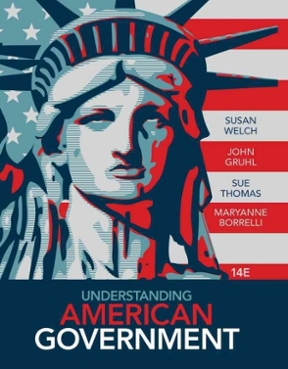 SUSAN
WELCH
JOHN
GRUHL
SUE
THOMAS
MARYANNE
BORRELLI
14E
UNDERSTANDING
AMERICAN
GOVERNMENT